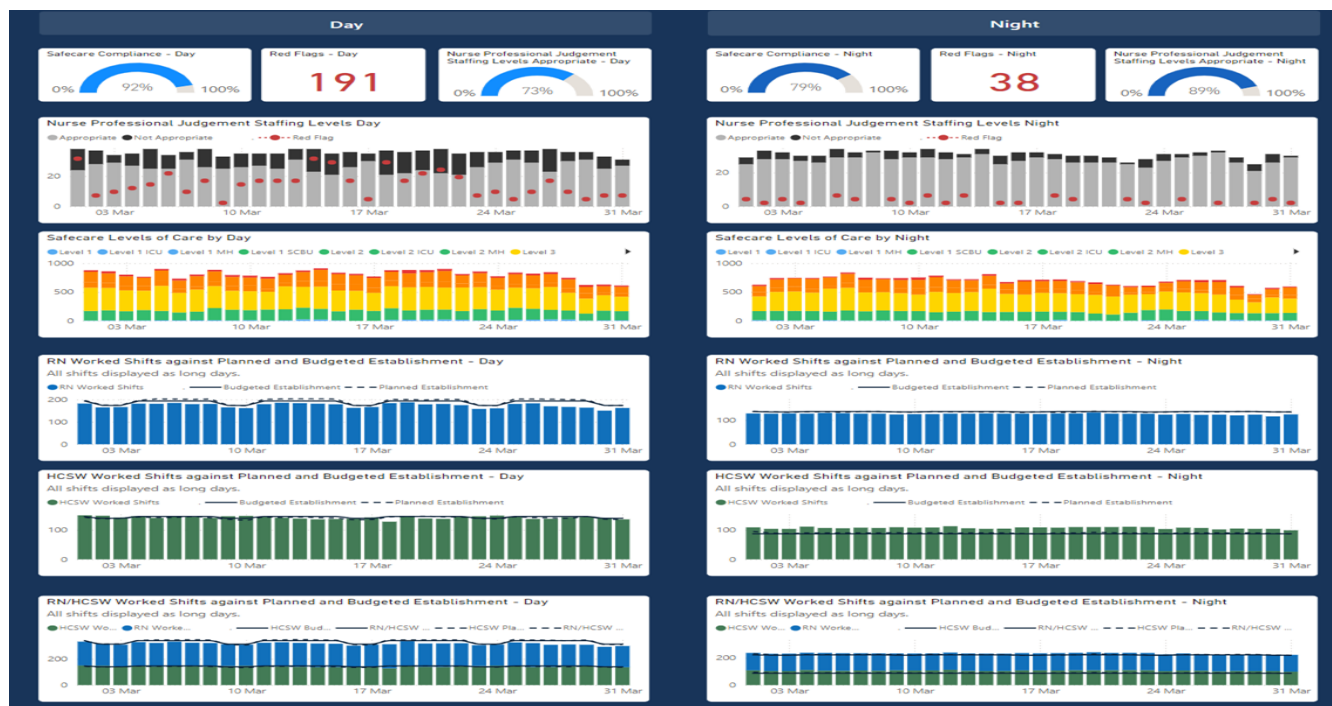 Day
Safecare Compliance - Day
0%
92%
100%
Red Flags - Day
191
Nurse Professional Judgement
Staffing Levels Appropriate - Day
0%
73%
100%
Nurse Professional Judgement Staffing Levels Day
Appropriate Not Appropriate Red Flag
20
0
03 Mar 10 Mar 17 Mar 24 Mar 31 Mar
Safecare Levels of Care by Day
Level 1 Level 1 ICU Level 1 MH Level 1 SCBU Level 2 Level 2 ICU Level 2 MH Level 3
1000
500
0
03 Mar 10 Mar 17 Mar 24 Mar 31 Mar
RN Worked Shifts against Planned and Budgeted Establishment - Day
All shifts displayed as long days.
RN Worked Shifts Budgeted Establishment Planned Establishment
200
100
0
03 Mar 10 Mar 17 Mar 24 Mar 31 Mar
HCSW Worked Shifts against Planned and Budgeted Establishment - Day
All shifts displayed as long days.
HCSW Worked Shifts Budgeted Establishment Planned Establishment
100
0
03 Mar 10 Mar 17 Mar 24 Mar 31 Mar
RN/HCSW Worked Shifts against Planned and Budgeted Establishment - Day
All shifts displayed as long days.
HCSW Wo... RN Worke... HCSW Bud... RN/HCSW ... HCSW Pla... RN/HCSW ...
200
0
03 Mar 10 Mar 17 Mar 24 Mar 31 Mar
Night
Safecare Compliance - Night
0%
79%
100%
Red Flags - Night
38
Nurse Professional Judgement
Staffing Levels Appropriate - Night
0%
89%
100%
Nurse Professional Judgement Staffing Levels Night
Appropriate Not Appropriate Red Flag
20
0
03 Mar 10 Mar 17 Mar 24 Mar 31 Mar
Safecare Levels of Care by Night
Level 1 Level 1 ICU Level 1 MH Level 1 SCBU Level 2 Level 2 ICU Level 2 MH Level 3
1000
500
0
03 Mar 10 Mar 17 Mar 24 Mar 31 Mar
RN Worked Shifts against Planned and Budgeted Establishment - Night
All shifts displayed as long days.
RN Worked Shifts Budgeted Establishment Planned Establishment
100
0
03 Mar 10 Mar 17 Mar 24 Mar 31 Mar
HCSW Worked Shifts against Planned and Budgeted Establishment - Night
All shifts displayed as long days.
HCSW Worked Shifts Budgeted Establishment Planned Establishment
100
0
03 Mar 10 Mar 17 Mar 24 Mar 31 Mar
RN/HCSW Worked Shifts against Planned and Budgeted Establishment - Night
All shifts displayed as long days.
HCSW Wo... RN Worke... HCSW Bud... RN/HCSW ... HCSW Pla... RN/HCSW ...
200
0
03 Mar 10 Mar 17 Mar 24 Mar 31 Mar